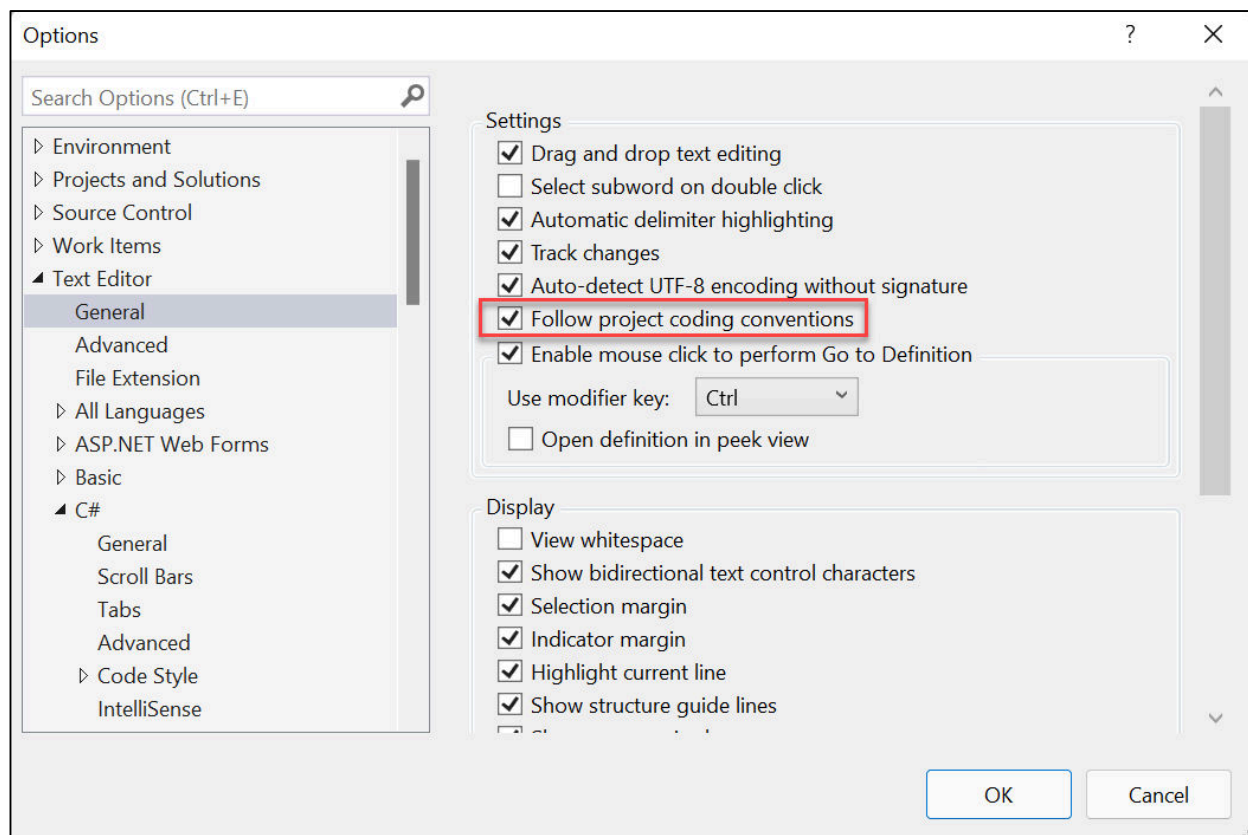 Options
Search Options (Ctrl+E)
Environment
Projects and Solutions
Source Control
Work Items
Text Editor
General
Advanced
File Extension
All Languages
ASP.NET Web Forms
Basic
C#
General
Scroll Bars
Tabs
Advanced
Code Style
IntelliSense
Settings
Drag and drop text editing
Select subword on double click
Automatic delimiter highlighting
Track changes
Auto-detect UTF-8 encoding without signature
Follow project coding conventions
Enable mouse click to perform Go to Definition
Use modifier key: Ctrl
Open definition in peek view
Display
View whitespace
Show bidirectional text control characters
Selection margin
Indicator margin
Highlight current line
Show structure guide lines
OK
Cancel